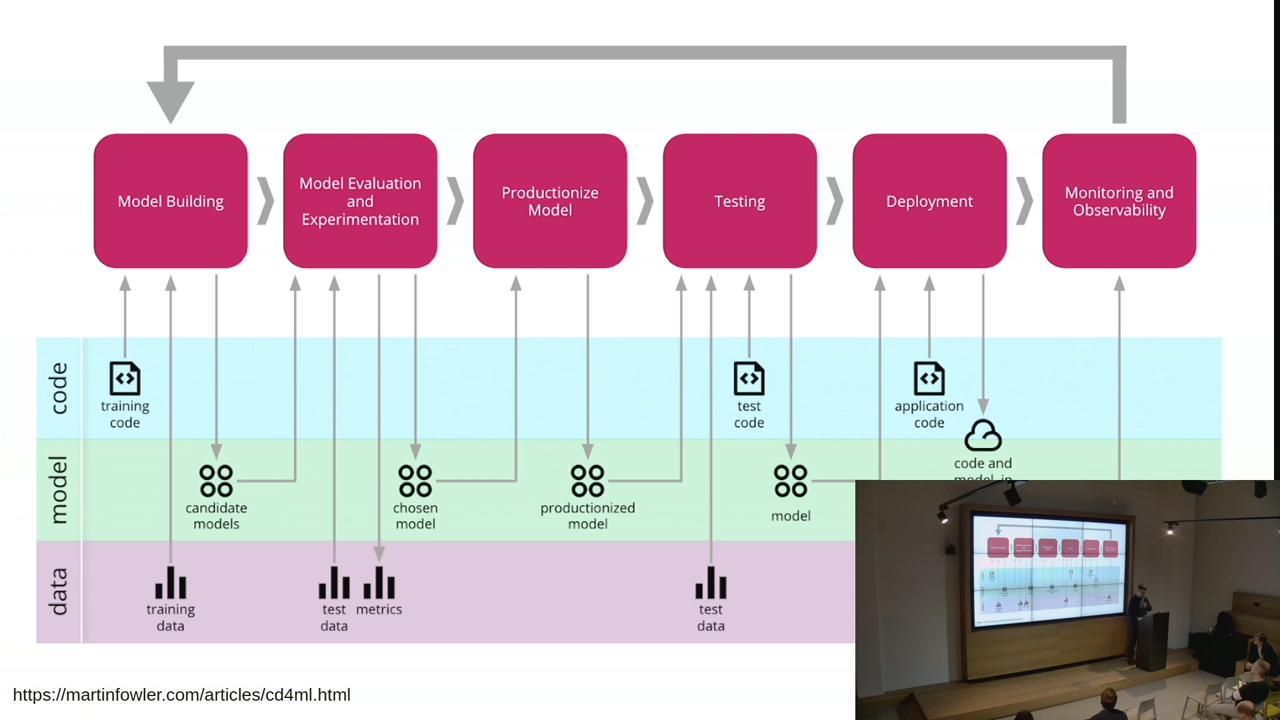 Model Building
Model Evaluation
and
Experimentation
Productionize
Model
Testing
Deployment
Monitoring and
Observability
code
training
code
test
code
application
code
code and
model in
model
candidate
models
chosen
model
productionized
model
model
data
training
data
test
data
metrics
test
data
https://martinfowler.com/articles/cd4ml.html